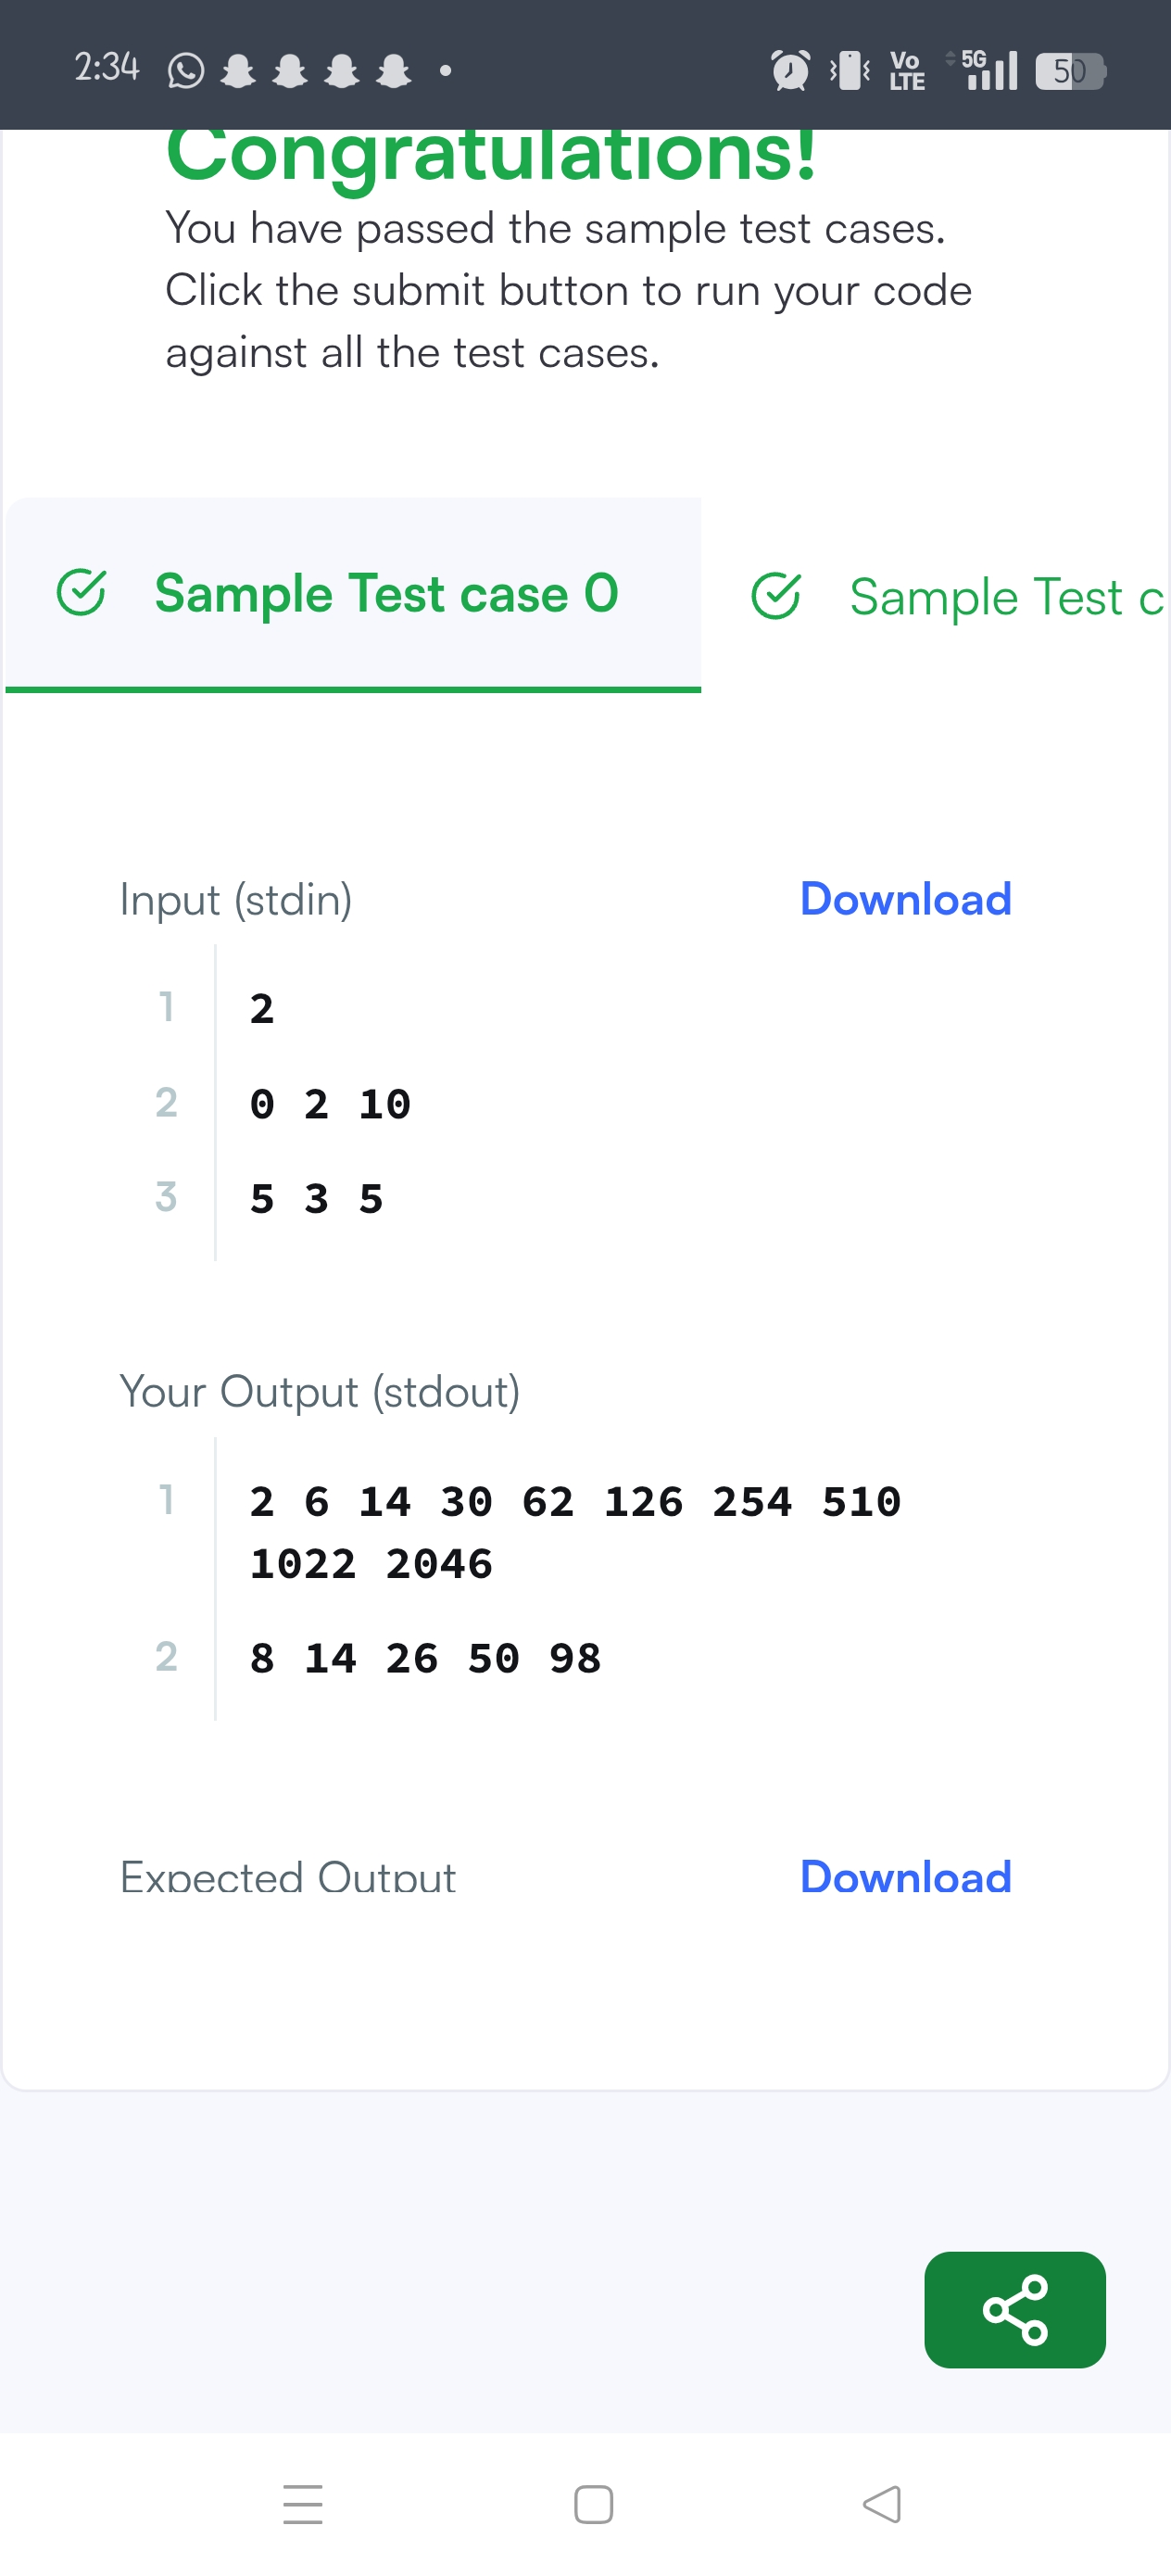 2:34 Vo LTE 5G 50
Congratulations!
You have passed the sample test cases.
Click the submit button to run your code
against all the test cases.
Sample Test case 0 Sample Test c
Input (stdin) Download
1 2
2 0 2 10
3 5 3 5
Your Output (stdout)
1 2 6 14 30 62 126 254 510
1022 2046
2 8 14 26 50 98
Expected Output Download